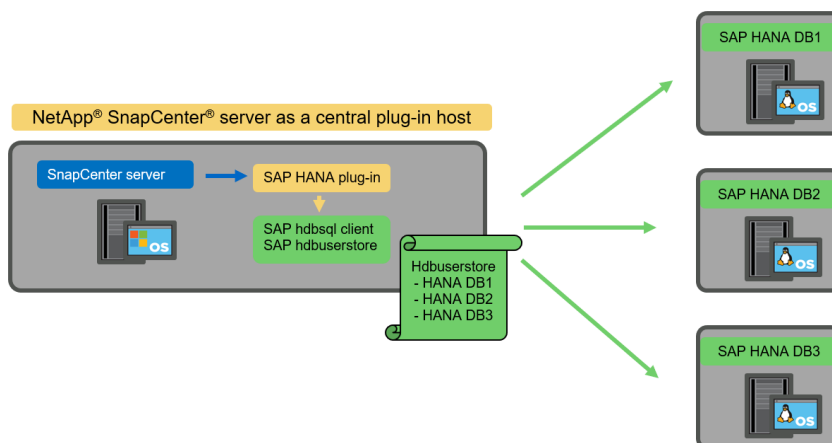 SAP HANA DB1
OS
NetApp® SnapCenter® server as a central plug-in host
SnapCenter server
SAP HANA plug-in
OS
SAP hdbsql client
SAP hdbuserstore
Hdbuserstore
- HANA DB1
- HANA DB2
- HANA DB3
SAP HANA DB2
OS
SAP HANA DB3
OS